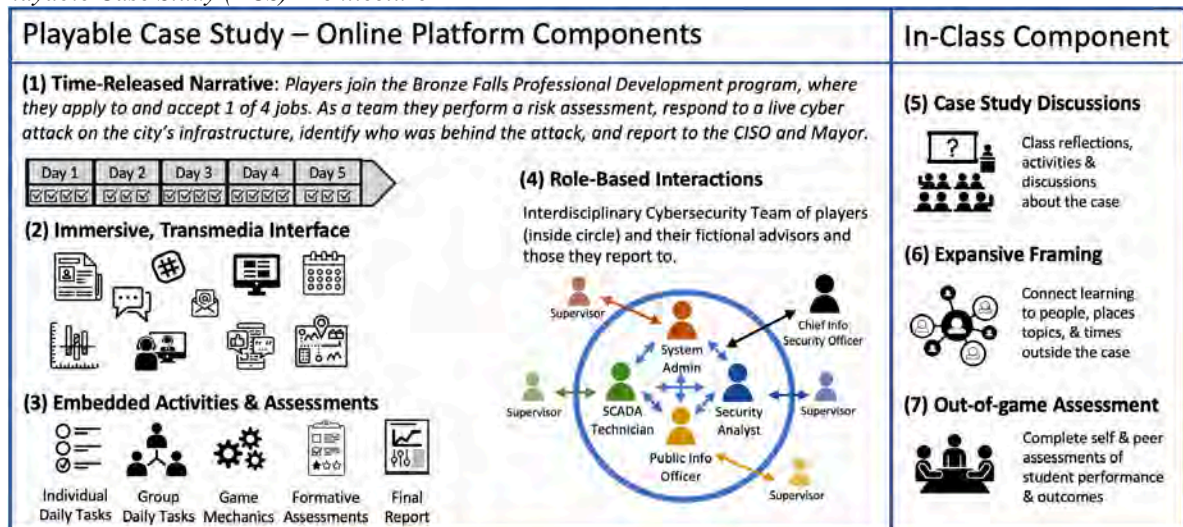 Playable Case Study – Online Platform Components
(1) Time-Released Narrative: Players join the Bronze Falls Professional Development program, where
they apply to and accept 1 of 4 jobs. As a team they perform a risk assessment, respond to a live cyber
attack on the city's infrastructure, identify who was behind the attack, and report to the CISO and Mayor.
Day 1 Day 2 Day 3 Day 4 Day 5
(2) Immersive, Transmedia Interface
(3) Embedded Activities & Assessments
Individual
Daily Tasks
Group
Daily Tasks
Game
Mechanics
Formative
Assessments
Final
Report
(4) Role-Based Interactions
Interdisciplinary Cybersecurity Team of players
(inside circle) and their fictional advisors and
those they report to.
Supervisor
Chief Info
Security Officer
System
Admin
Supervisor
SCADA
Technician
Security
Analyst
Supervisor
Public Info
Officer
Supervisor
In-Class Component
(5) Case Study Discussions
?
Class reflections,
activities &
discussions
about the case
(6) Expansive Framing
Connect learning
to people, places
topics, & times
outside the case
(7) Out-of-game Assessment
Complete self & peer
assessments of
student performance
& outcomes